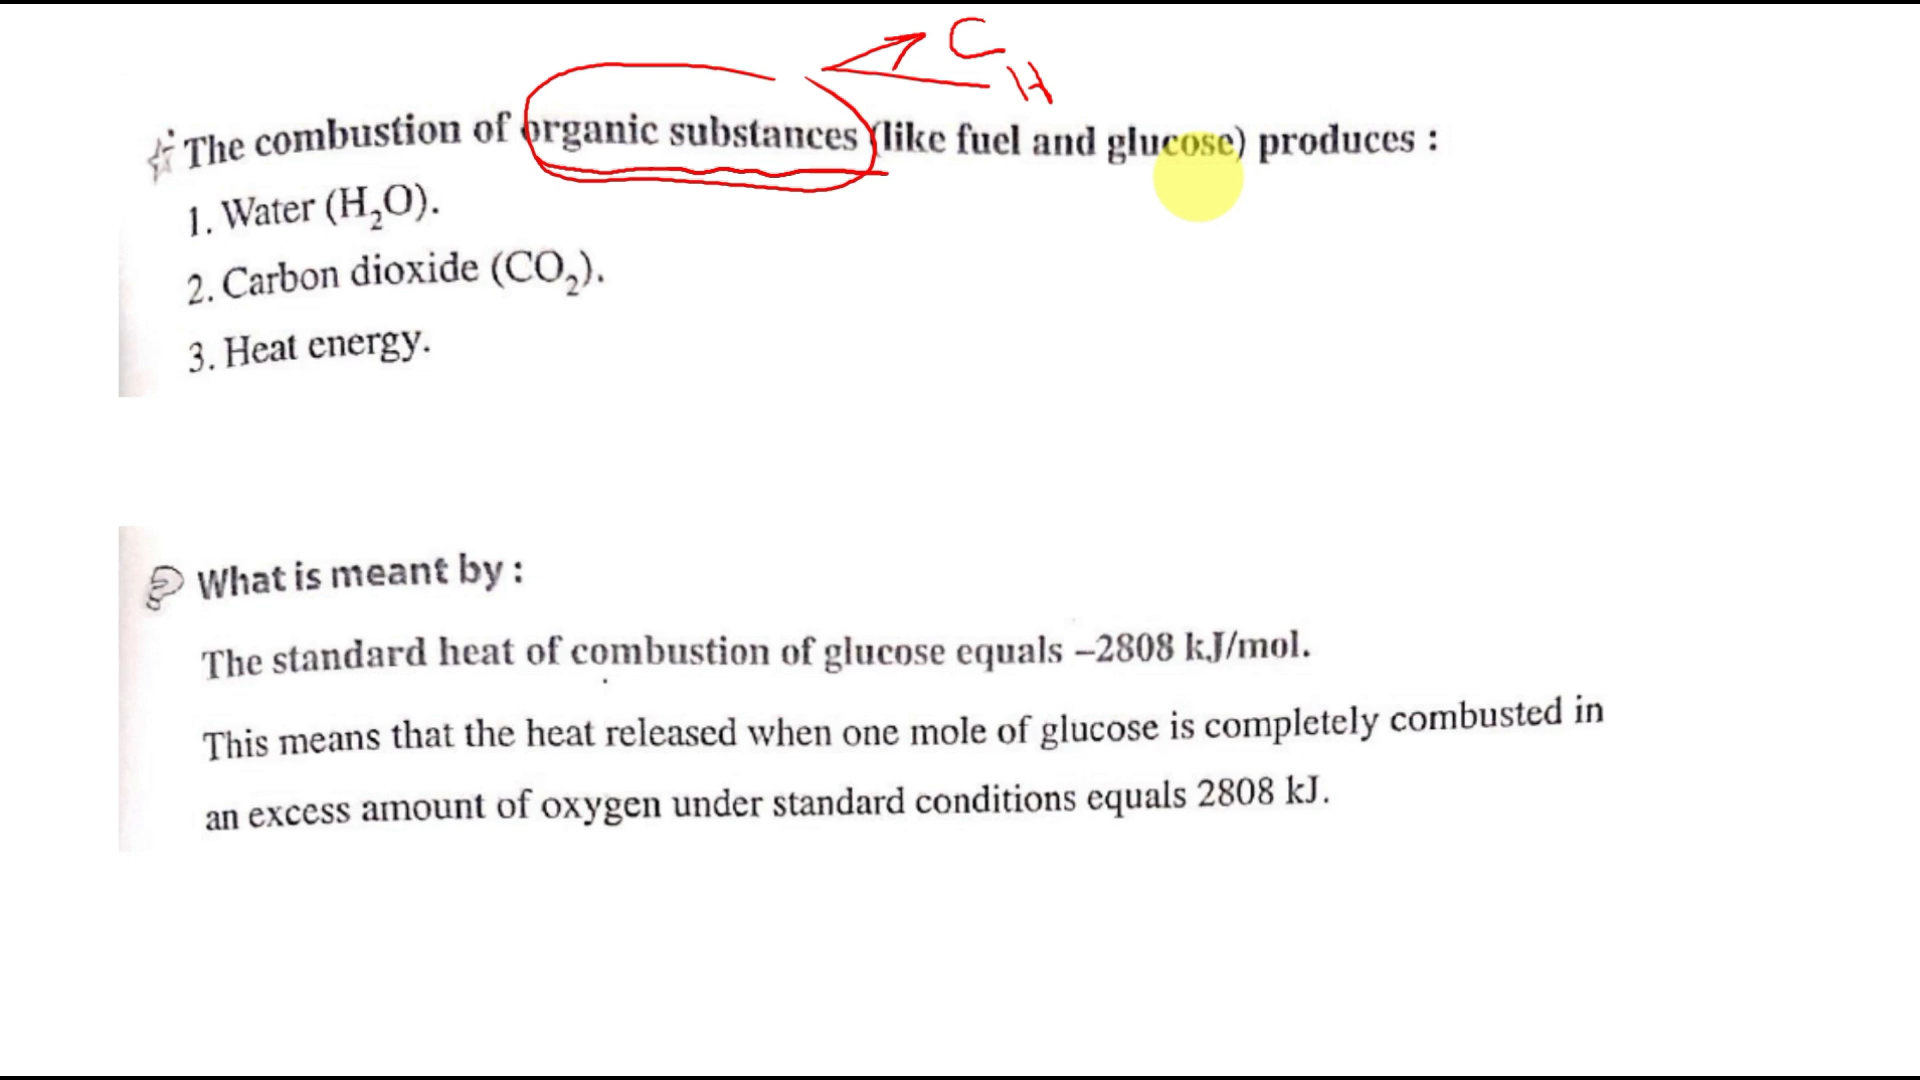 C
H
The combustion of organic substances (like fuel and glucose) produces :
1. Water (H₂O).
2. Carbon dioxide (CO₂).
3. Heat energy.
What is meant by :
The standard heat of combustion of glucose equals –2808 kJ/mol.
This means that the heat released when one mole of glucose is completely combusted in
an excess amount of oxygen under standard conditions equals 2808 kJ.